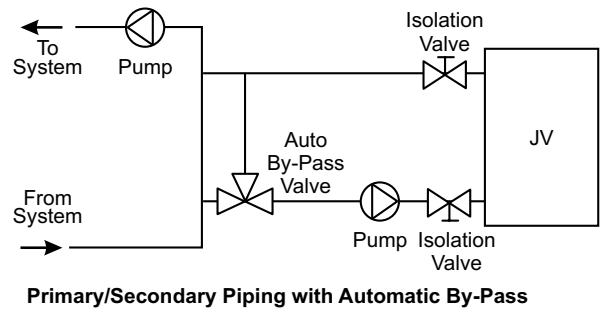 To
System
Pump
Isolation
Valve
JV
Auto
By-Pass
Valve
From
System
Pump
Isolation
Valve
Primary/Secondary Piping with Automatic By-Pass